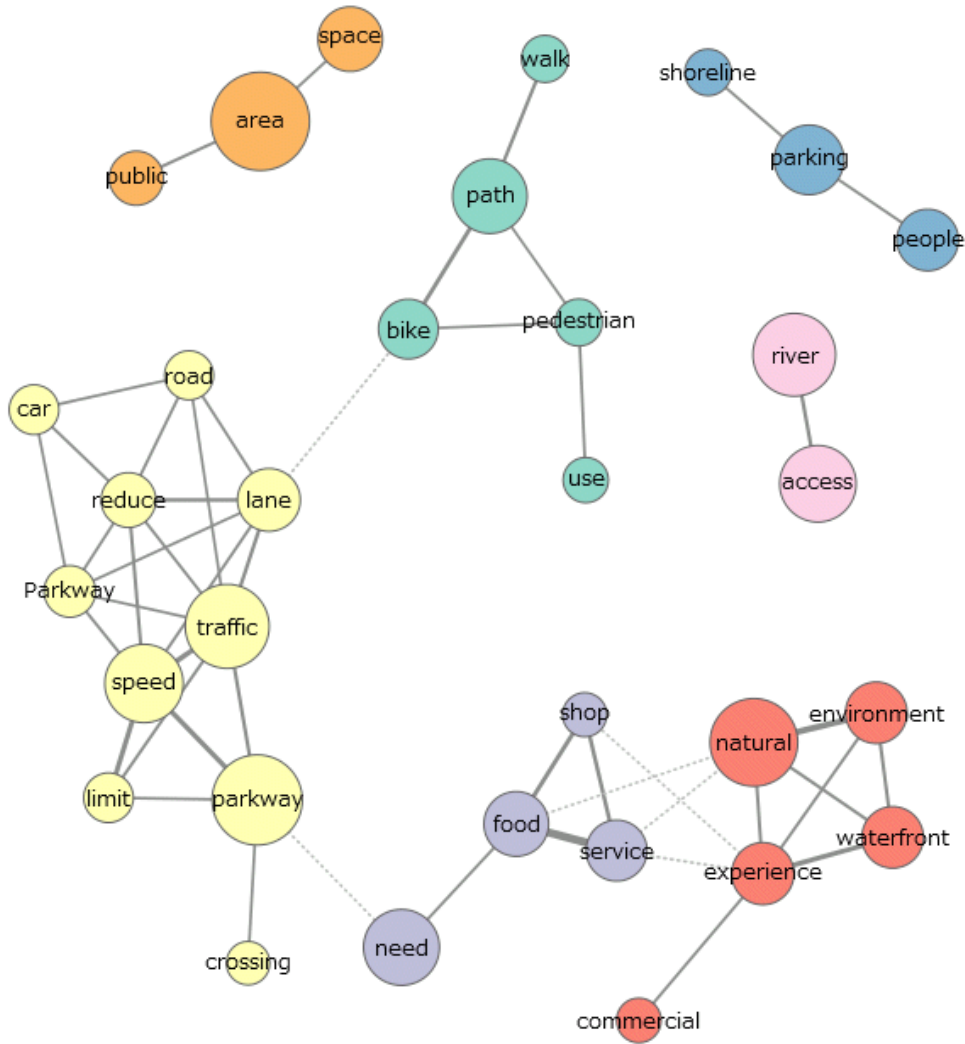 space
walk
shoreline
area
parking
public
path
people
pedestrian
bike
river
road
car
use
access
reduce
lane
Parkway
traffic
speed
shop
environment
natural
limit
parkway
food
service
waterfront
experience
need
crossing
commercial